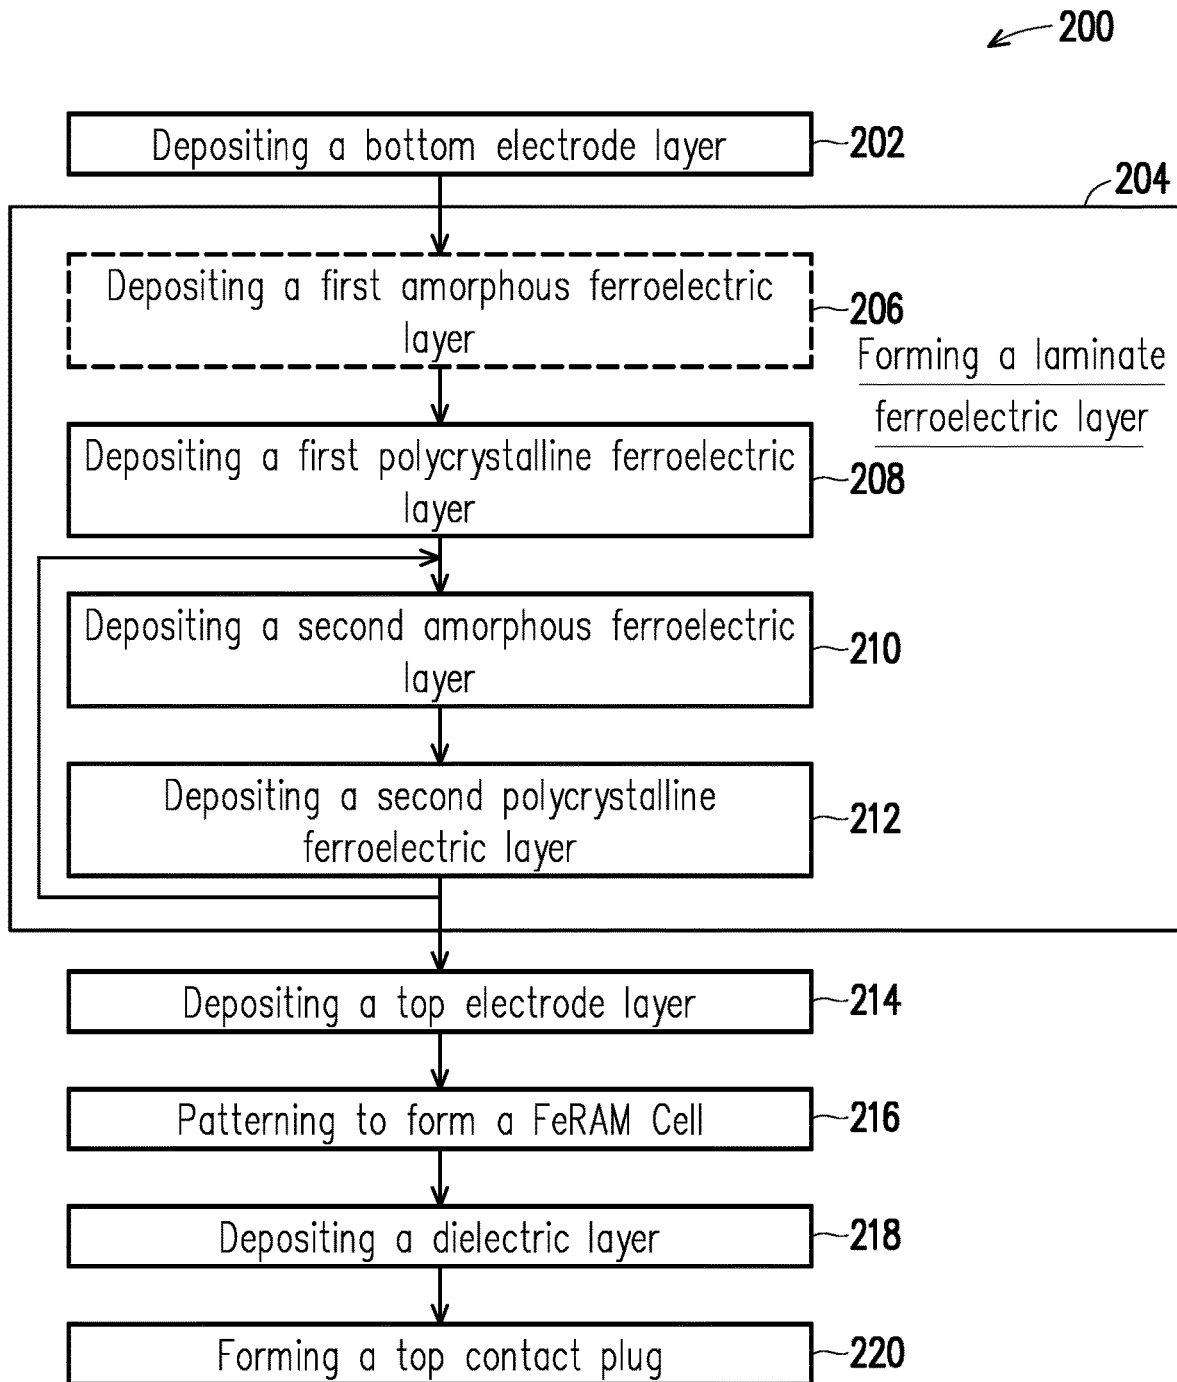 200
Depositing a bottom electrode layer
202
204
Depositing a first amorphous ferroelectric
layer
206
Forming a laminate
ferroelectric layer
Depositing a first polycrystalline ferroelectric
layer
208
Depositing a second amorphous ferroelectric
layer
210
Depositing a second polycrystalline
ferroelectric layer
212
Depositing a top electrode layer
214
Patterning to form a FeRAM Cell
216
Depositing a dielectric layer
218
Forming a top contact plug
220